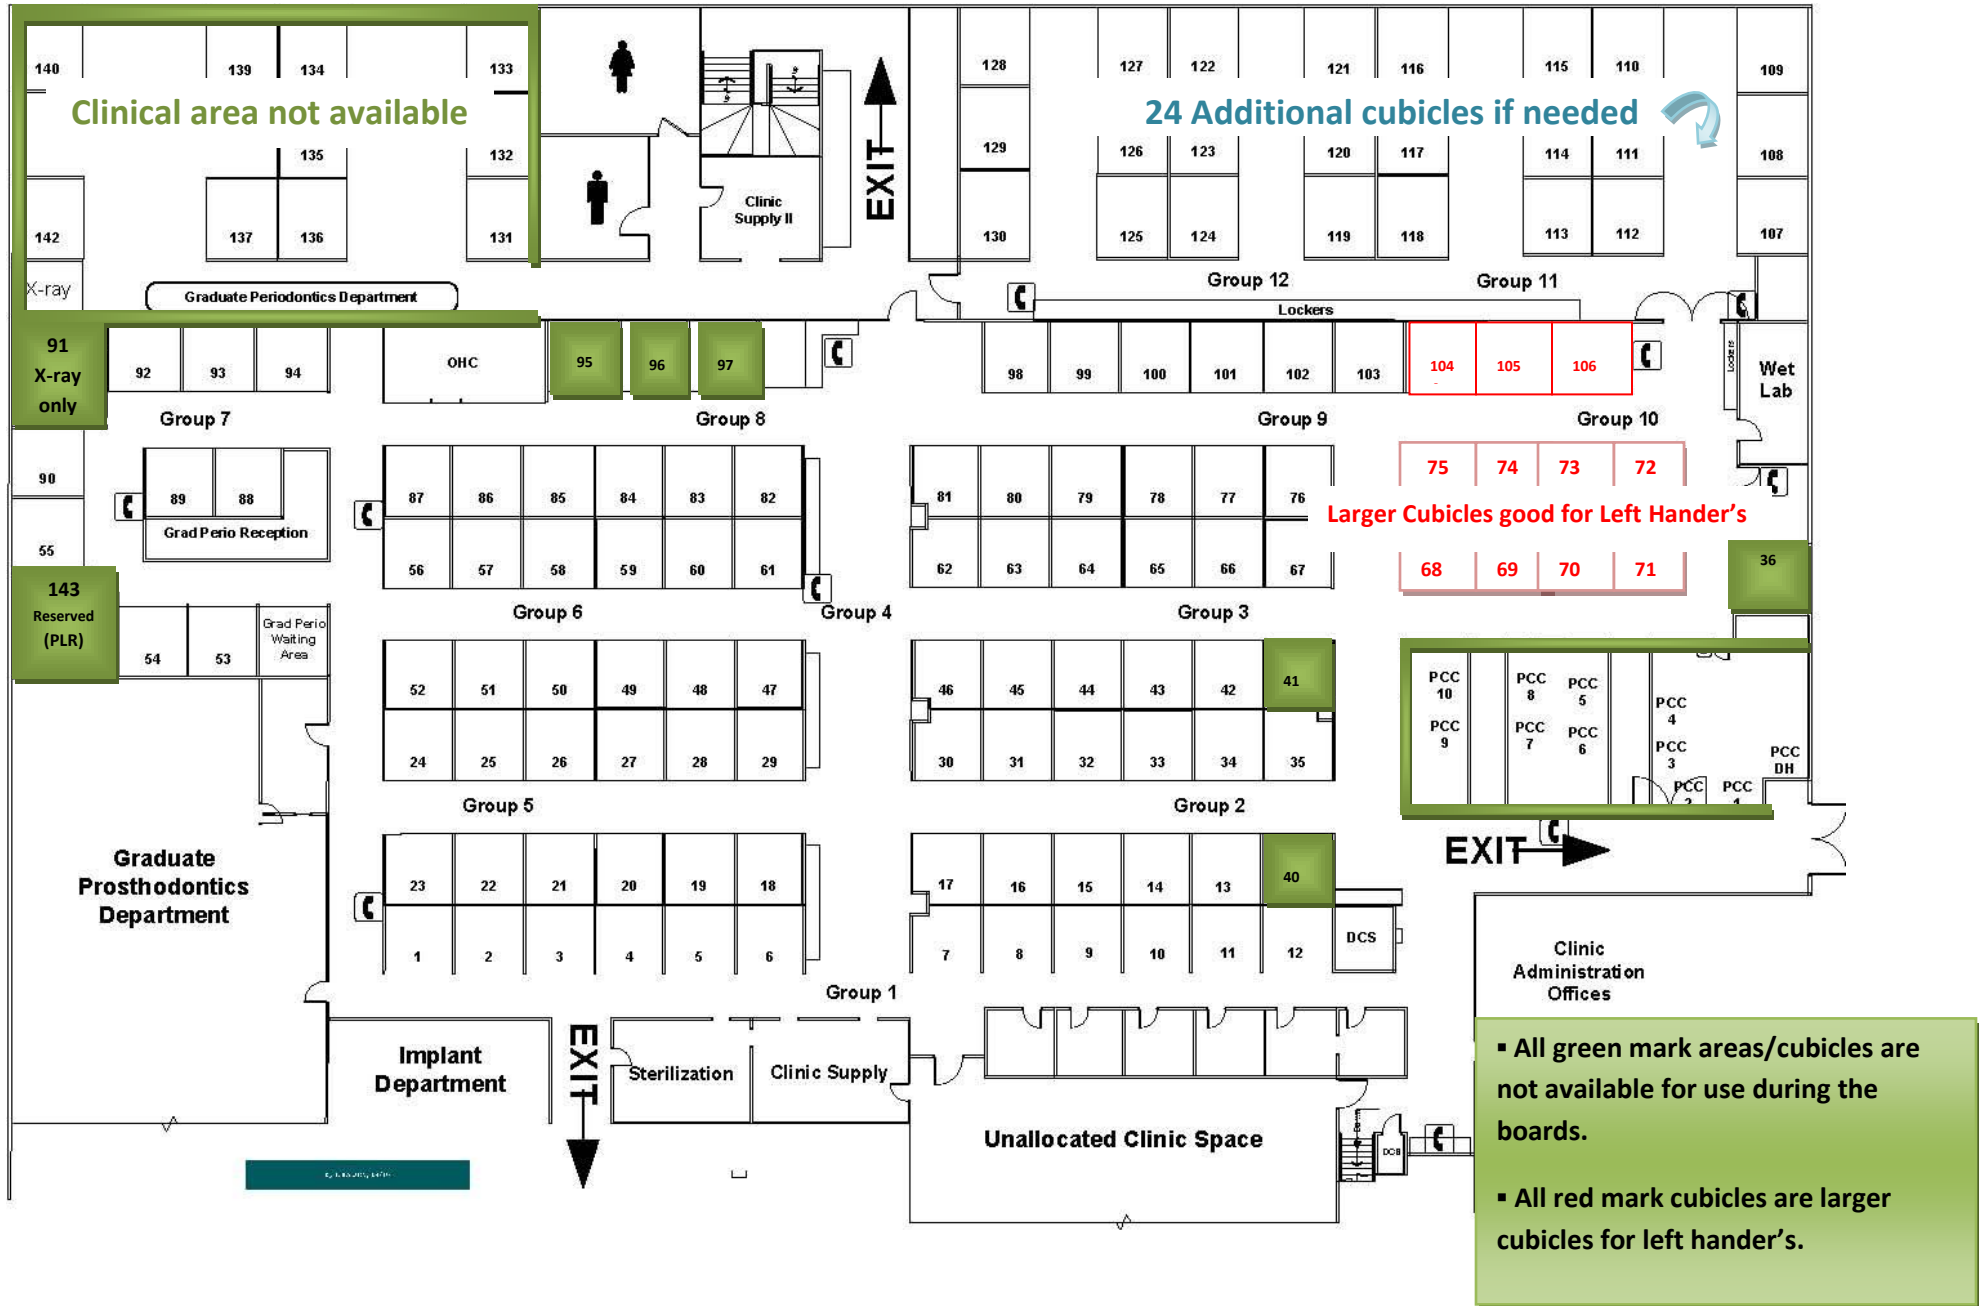 140 139 134 133
128 127 122 121 116 115 110 109
Clinical area not available
24 Additional cubicles if needed
EXIT
135 132
129 126 123 120 117 114 111 108
Clinic
Supply II
142 137 136 131
130 125 124 119 118 113 112 107
X-ray
Graduate Periodontics Department
Group 12 Group 11
Lockers
91
X-ray
only
92 93 94
OHC
95 96 97
98 99 100 101 102 103 104 105 106
Lockers
Wet
Lab
Group 7 Group 8 Group 9 Group 10
90
89 88
87 86 85 84 83 82
81 80 79 78 77 76
75 74 73 72
Larger Cubicles good for Left Hander's
Grad Perio Reception
55
56 57 58 59 60 61
62 63 64 65 66 67
68 69 70 71
36
143
Reserved
(PLR)
54 53
Grad Perio
Waiting
Area
Group 6 Group 4 Group 3
52 51 50 49 48 47
46 45 44 43 42 41
24 25 26 27 28 29
30 31 32 33 34 35
PCC
10
PCC
9
PCC
8
PCC
7
PCC
5
PCC
6
PCC
4
PCC
3
PCC
2
PCC
1
PCC
DH
Group 5 Group 2
EXIT
Graduate
Prosthodontics
Department
23 22 21 20 19 18
17 16 15 14 13 40
1 2 3 4 5 6
7 8 9 10 11 12
DCS
Clinic
Administration
Offices
Group 1
Implant
Department
EXIT
Sterilization
Clinic Supply
Unallocated Clinic Space
Down
DCS
▪ All green mark areas/cubicles are
not available for use during the
boards.
▪ All red mark cubicles are larger
cubicles for left hander's.